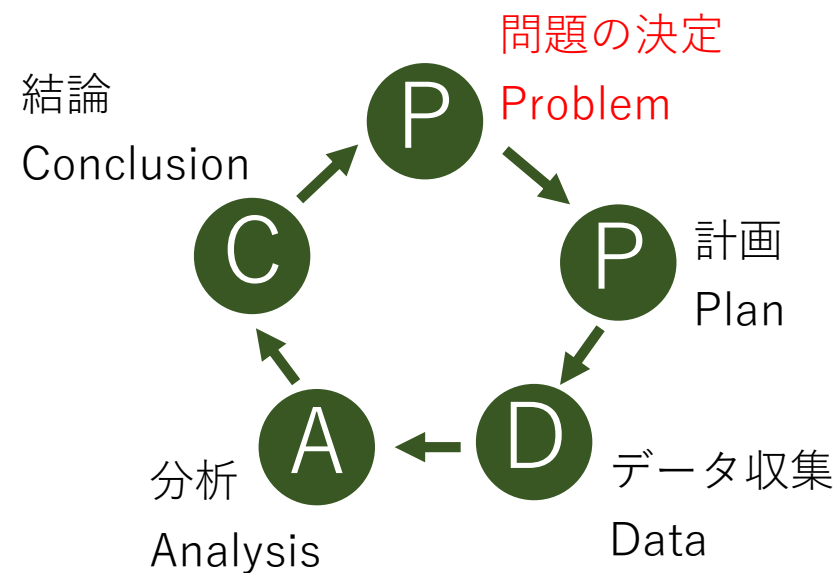 P
問題の決定
Problem
P
計画
Plan
D
データ収集
Data
A
分析
Analysis
C
結論
Conclusion